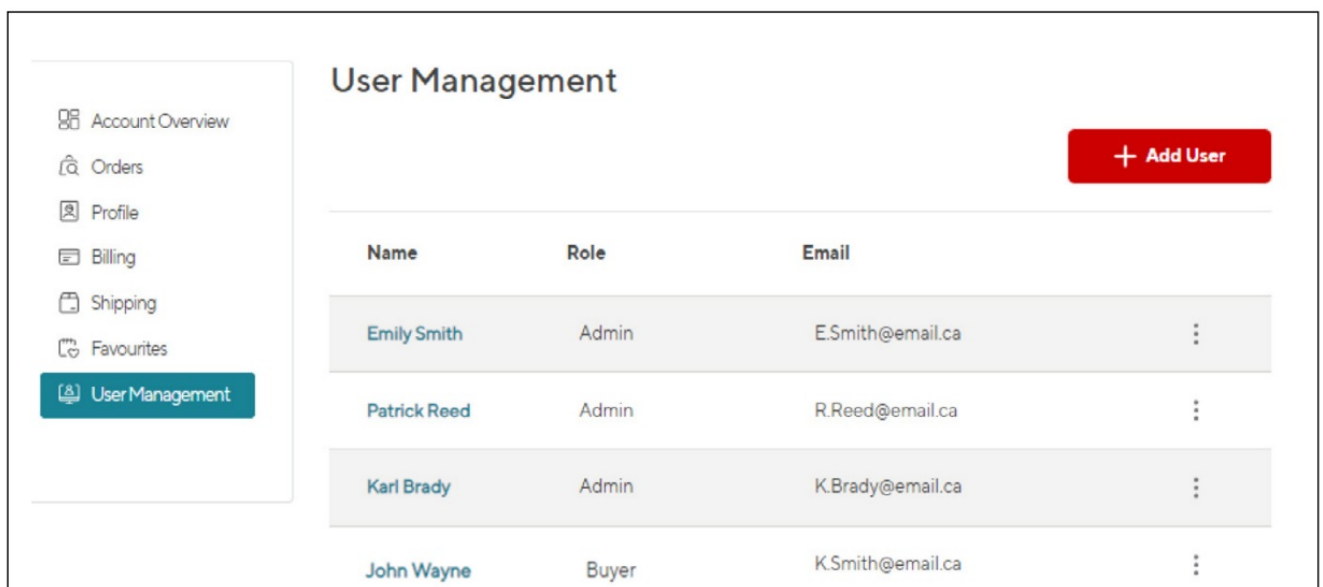 User Management
Account Overview
Orders
Profile
Billing
Shipping
Favourites
User Management
+ Add User
Name Role Email
Emily Smith Admin E.Smith@email.ca
Patrick Reed Admin R.Reed@email.ca
Karl Brady Admin K.Brady@email.ca
John Wayne Buyer K.Smith@email.ca